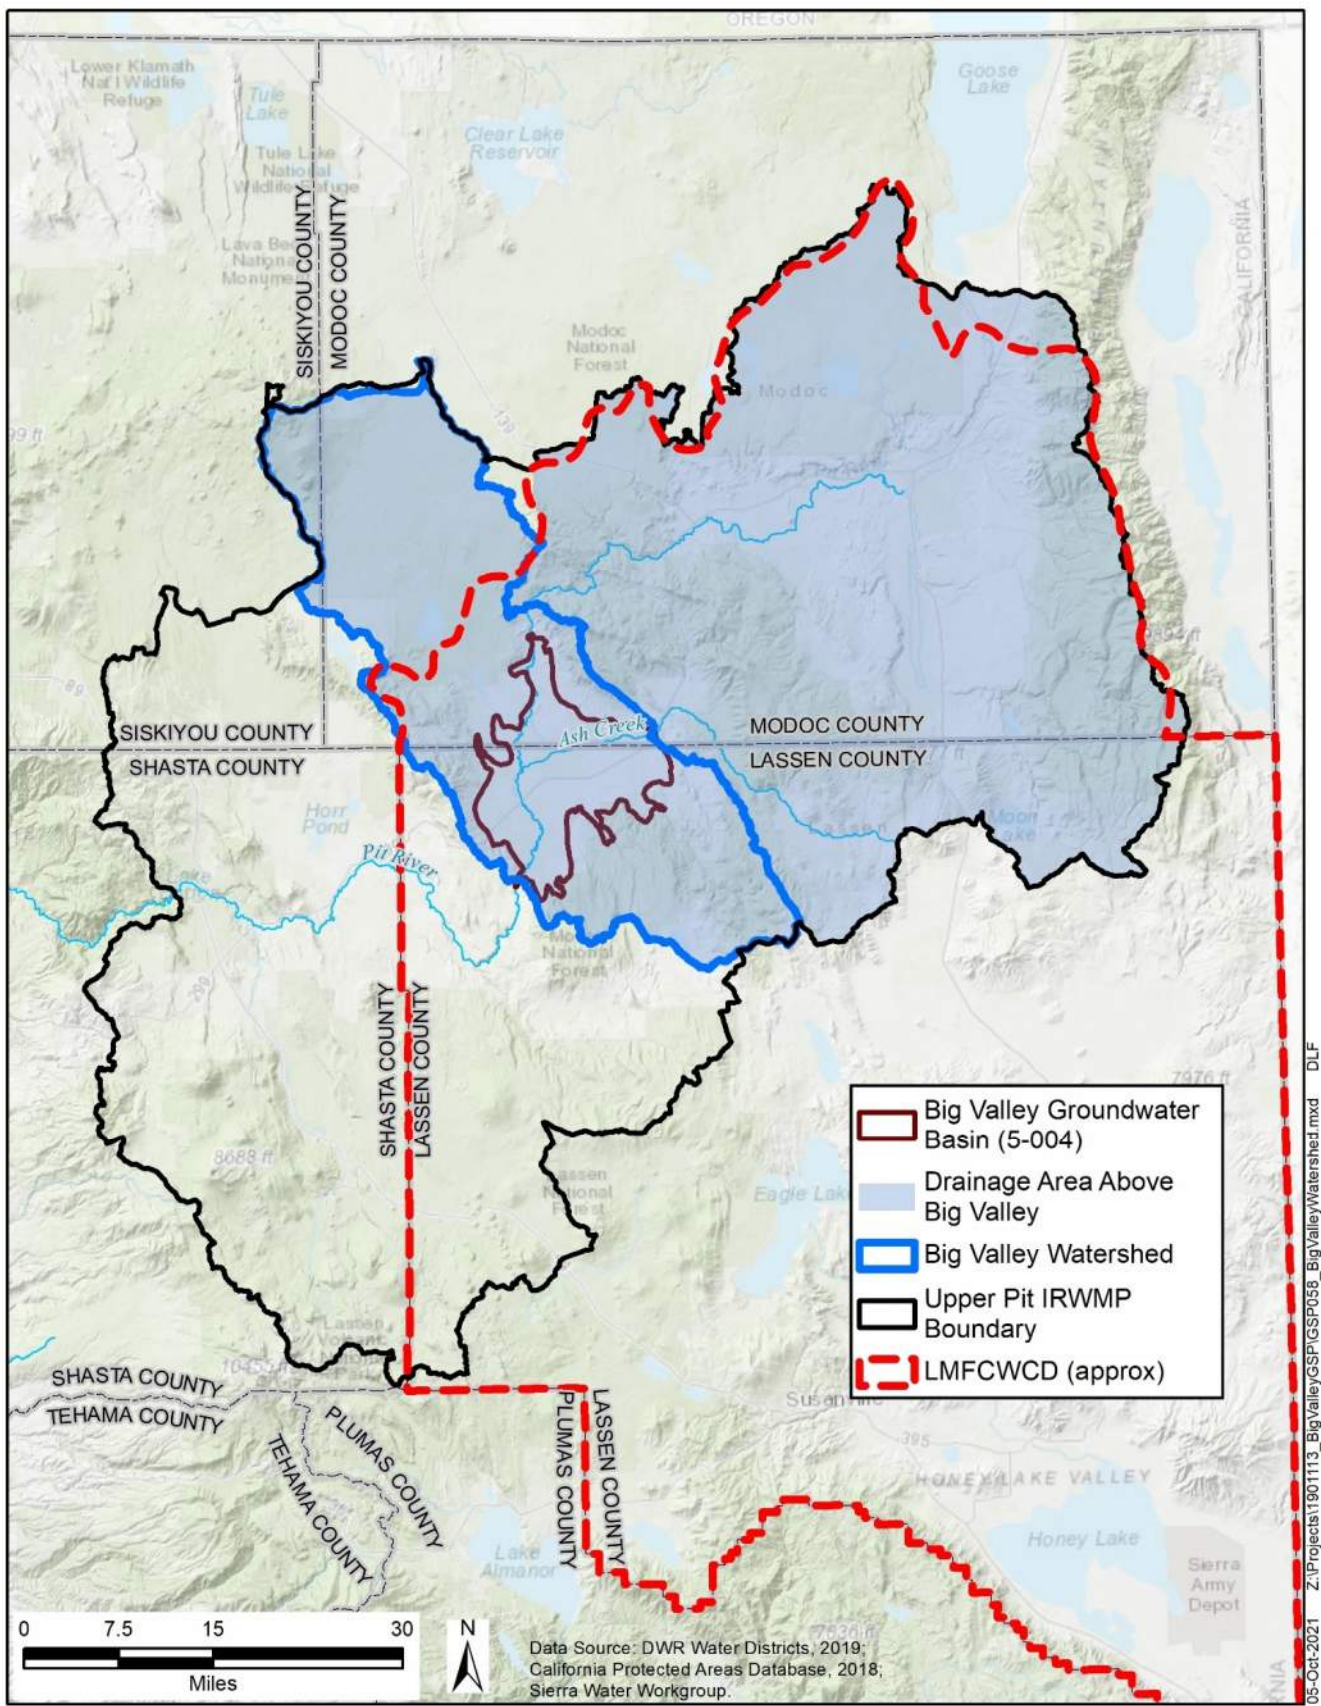 OREGON
Lower Klamath
Nat'l Wildlife
Refuge
Tule
Lake
Goose
Lake
Clear Lake
Reservoir
Tule Lake
National
Wildlife Refuge
SISKIYOU COUNTY
MODOC COUNTY
CALIFORNIA
Modoc
National
Forest
Modoc
139
99 ft
89
SISKIYOU COUNTY
SHASTA COUNTY
MODOC COUNTY
LASSEN COUNTY
Ash Creek
Horr
Pond
Pit River
Moon
Lake
National
Forest
299
SHASTA COUNTY
LASSEN COUNTY
7976 ft
8688 ft
National
Forest
Eagle Lake
Big Valley Groundwater
Basin (5-004)
Drainage Area Above
Big Valley
Big Valley Watershed
Upper Pit IRWMP
Boundary
LMFCWCD (approx)
Lassen
SHASTA COUNTY
TEHAMA COUNTY
PLUMAS COUNTY
TEHAMA COUNTY
LASSEN COUNTY
PLUMAS COUNTY
395
HONEY LAKE VALLEY
Honey Lake
Lake
Almanor
Sierra
Army
Depot
0 7.5 15 30
Miles
N
Data Source: DWR Water Districts, 2019;
California Protected Areas Database, 2018;
Sierra Water Workgroup.
05-Oct-2021 Z:\Projects\1901113_BigValleyGSP\GSP058_BigValleyWatershed.mxd DLF